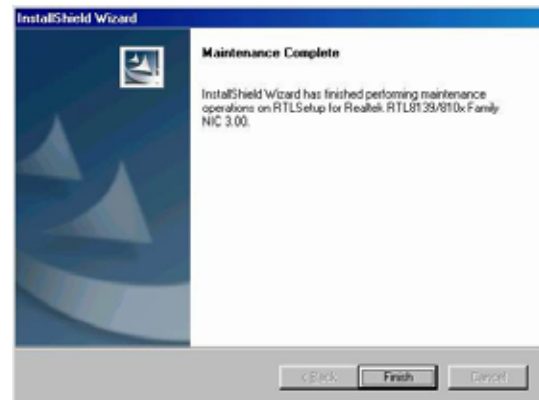 InstallShield Wizard
Maintenance Complete
InstallShield Wizard has finished performing maintenance
operations on RTLSetup for Realtek RTL8139/810x Family
NIC 3.00.
< Back Finish Cancel